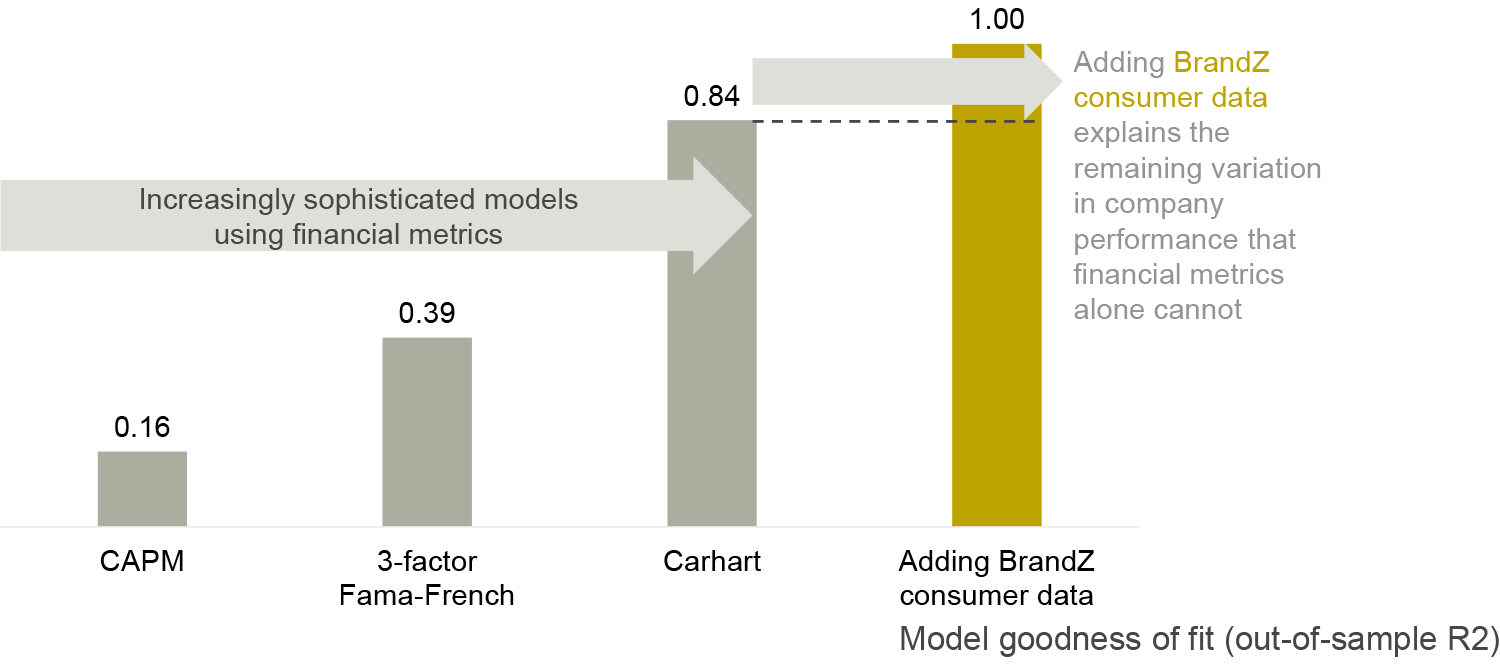 1.00
Adding BrandZ
consumer data
explains the
remaining variation
in company
performance that
financial metrics
alone cannot
0.84
Increasingly sophisticated models
using financial metrics
0.39
0.16
CAPM
3-factor
Fama-French
Carhart
Adding BrandZ
consumer data
Model goodness of fit (out-of-sample R2)